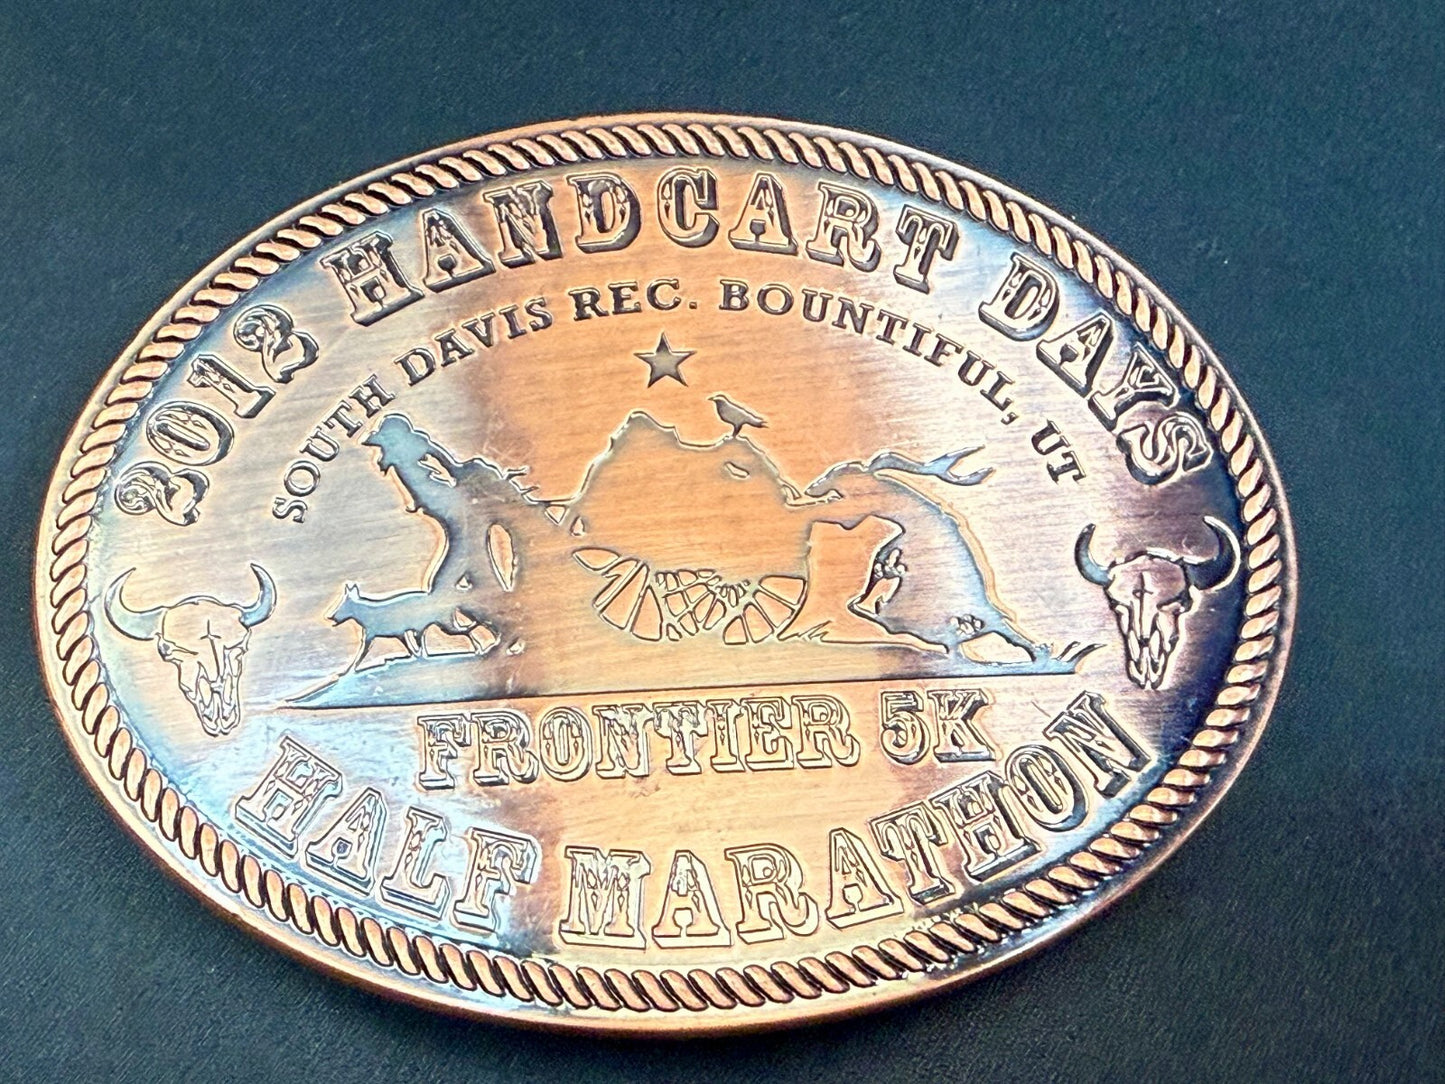 2013 HANDCART DAYS
SOUTH DAVIS REC. BOUNTIFUL, UT
FRONTIER 5K
HALF MARATHON